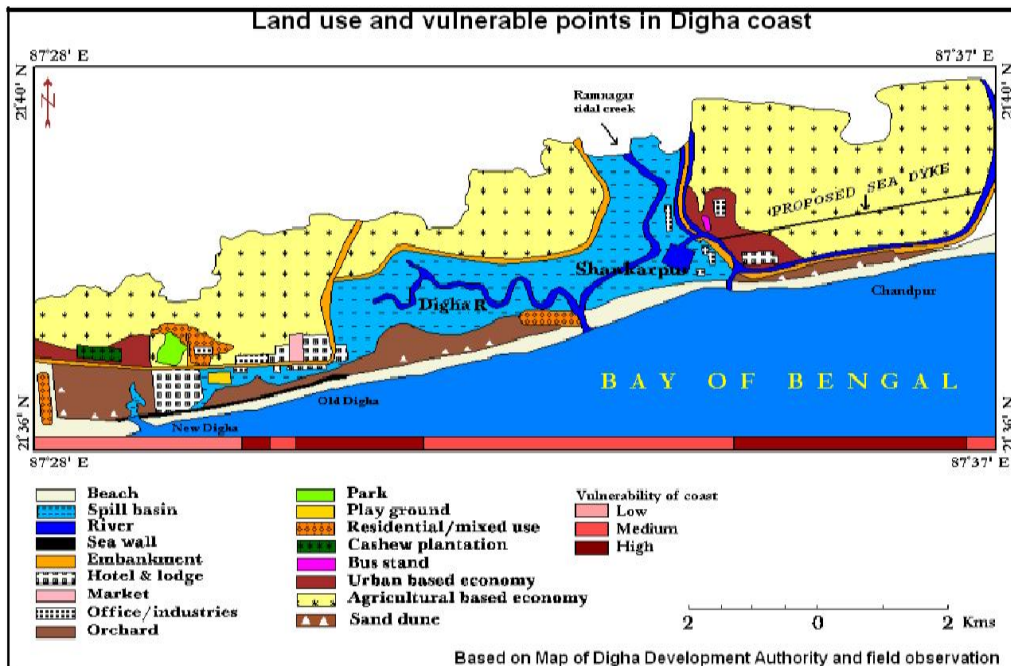 Land use and vulnerable points in Digha coast
87°28' E
87°37' E
21°40' N
21°40' N
N
Ramnagar
tidal creek
PROPOSED SEA DYKE
Shankarpur
Digha R
Chandpur
BAY OF BENGAL
Old Digha
New Digha
21°36' N
21°36' N
87°28' E
87°37' E
Beach
Spill basin
River
Sea wall
Embankment
Hotel & lodge
Market
Office/industries
Orchard
Park
Play ground
Residential/mixed use
Cashew plantation
Bus stand
Urban based economy
Agricultural based economy
Sand dune
Vulnerability of coast
Low
Medium
High
2 0 2 Kms
Based on Map of Digha Development Authority and field observation